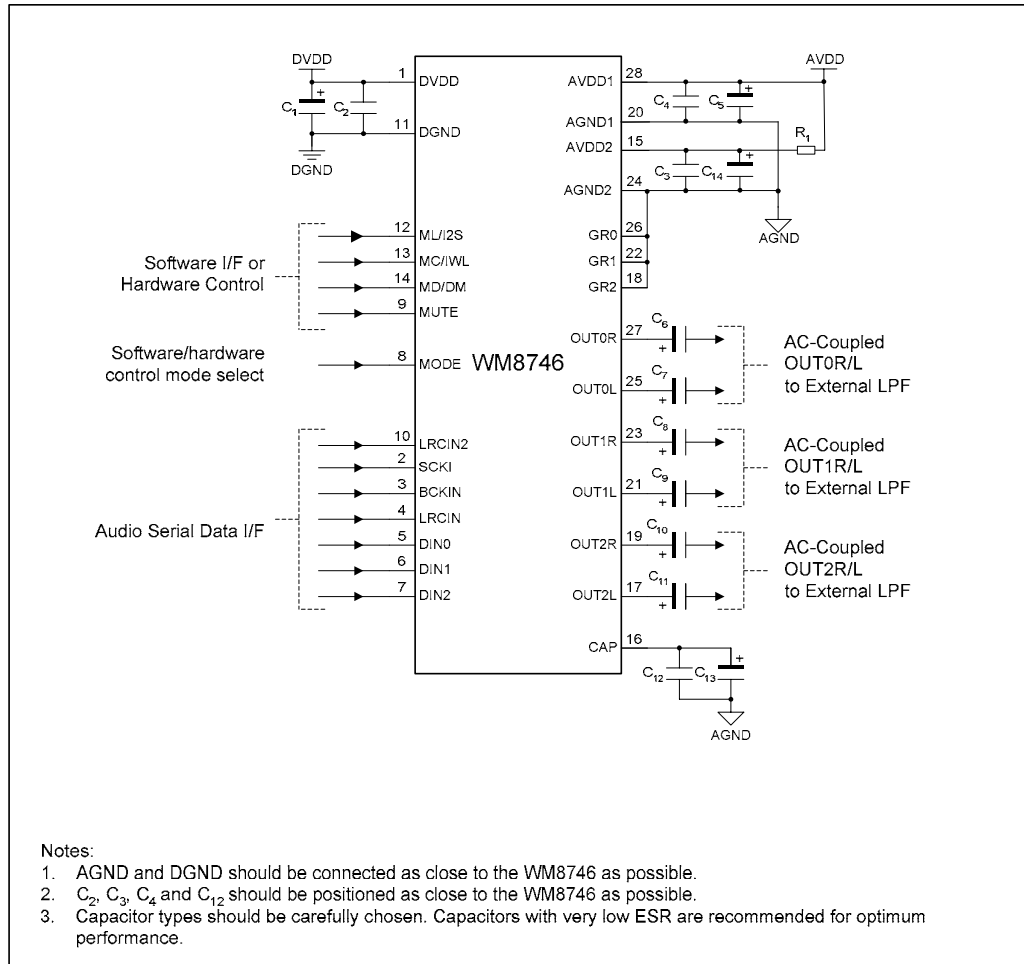 DVDD
AVDD
1 DVDD
AVDD1 28
C1 +
C2
C4
C5 +
11 DGND
AGND1 20
AVDD2 15
R1
DGND
C3
C14 +
AGND2 24
AGND
12 ML/I2S
GR0 26
13 MC/IWL
GR1 22
14 MD/DM
GR2 18
9 MUTE
Software I/F or
Hardware Control
Software/hardware
control mode select
8 MODE
WM8746
OUT0R 27
C6 +
OUT0L 25
C7 +
AC-Coupled
OUT0R/L
to External LPF
10 LRCIN2
2 SCKI
3 BCKIN
4 LRCIN
5 DIN0
6 DIN1
7 DIN2
Audio Serial Data I/F
OUT1R 23
C8 +
OUT1L 21
C9 +
AC-Coupled
OUT1R/L
to External LPF
OUT2R 19
C10 +
OUT2L 17
C11 +
AC-Coupled
OUT2R/L
to External LPF
CAP 16
C12
C13 +
AGND
Notes:
1. AGND and DGND should be connected as close to the WM8746 as possible.
2. C2, C3, C4 and C12 should be positioned as close to the WM8746 as possible.
3. Capacitor types should be carefully chosen. Capacitors with very low ESR are recommended for optimum
performance.